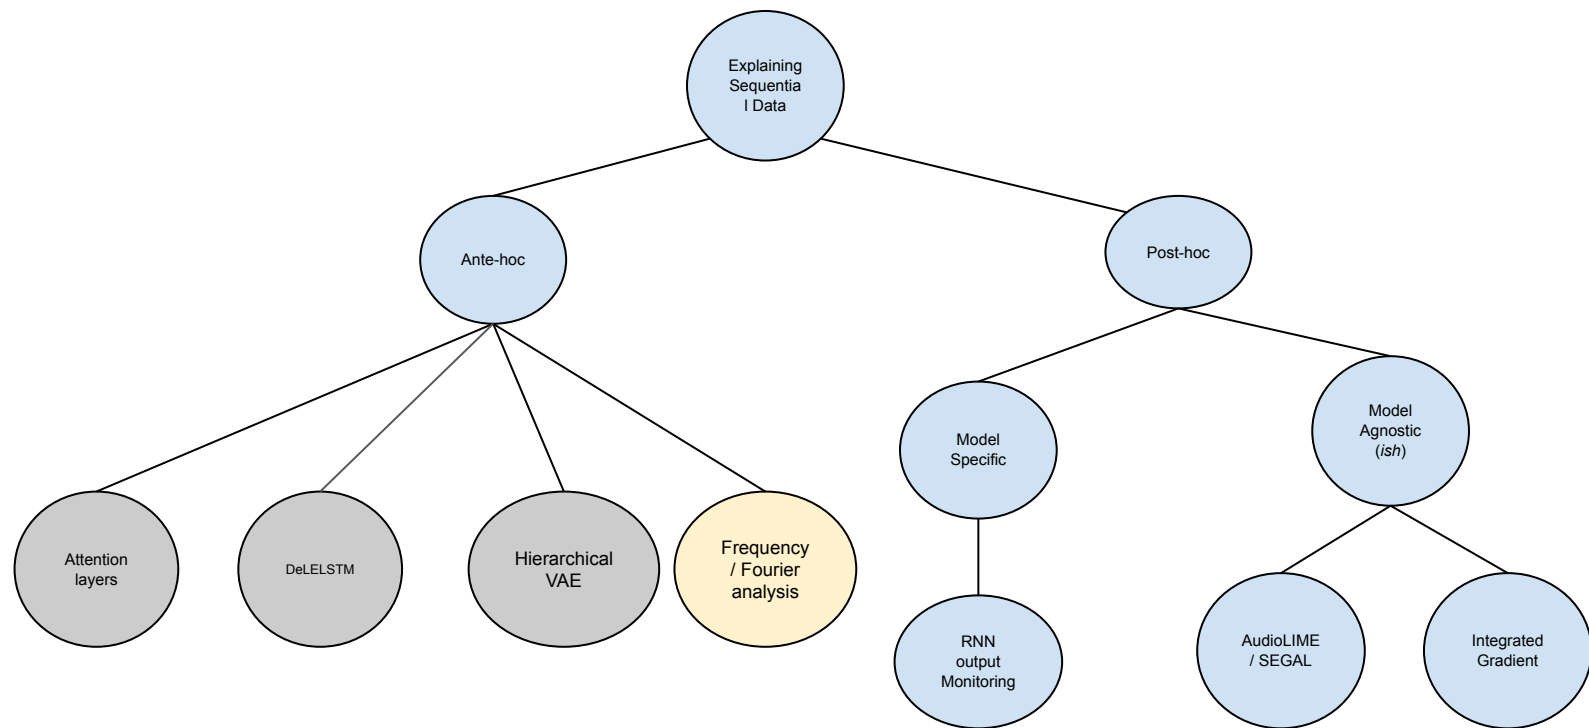 Explaining
Sequentia
l Data
Ante-hoc
Post-hoc
Model
Specific
Model
Agnostic
(ish)
Attention
layers
DeLELSTM
Hierarchical
VAE
Frequency
/ Fourier
analysis
RNN
output
Monitoring
AudioLIME
/ SEGAL
Integrated
Gradient